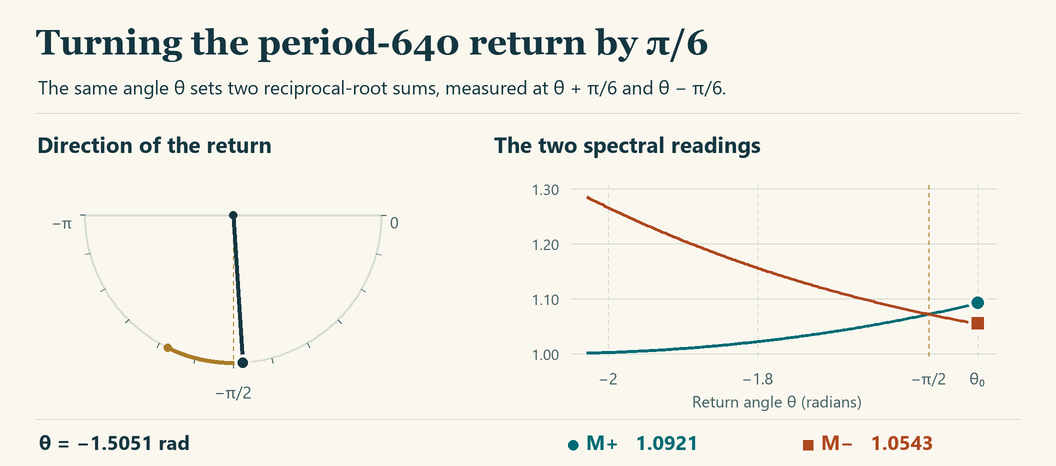 Turning the period-640 return by π/6
The same angle θ sets two reciprocal-root sums, measured at θ + π/6 and θ − π/6.
Direction of the return
−π
0
−π/2
The two spectral readings
1.30
1.20
1.10
1.00
−2
−1.8
−π/2
θ₀
Return angle θ (radians)
θ = −1.5051 rad
M+ 1.0921
M− 1.0543